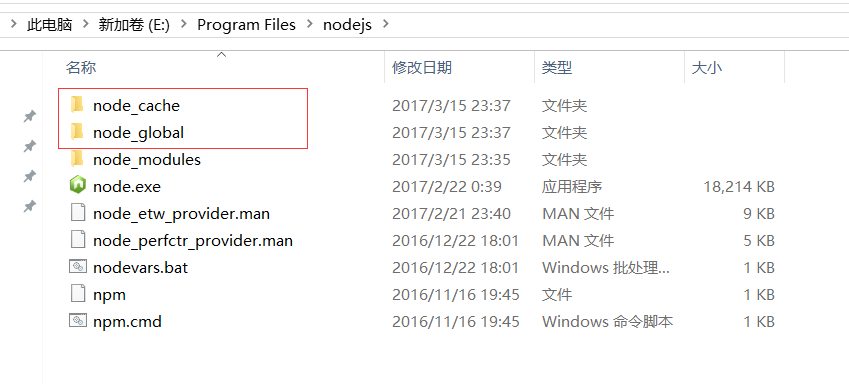 此电脑 > 新加卷 (E:) > Program Files > nodejs >
名称 修改日期 类型 大小
node_cache 2017/3/15 23:37 文件夹
node_global 2017/3/15 23:37 文件夹
node_modules 2017/3/15 23:35 文件夹
node.exe 2017/2/22 0:39 应用程序 18,214 KB
node_etw_provider.man 2017/2/21 23:40 MAN 文件 9 KB
node_perfctr_provider.man 2016/12/22 18:01 MAN 文件 5 KB
nodevars.bat 2016/12/22 18:01 Windows 批处理... 1 KB
npm 2016/11/16 19:45 文件 1 KB
npm.cmd 2016/11/16 19:45 Windows 命令脚本 1 KB